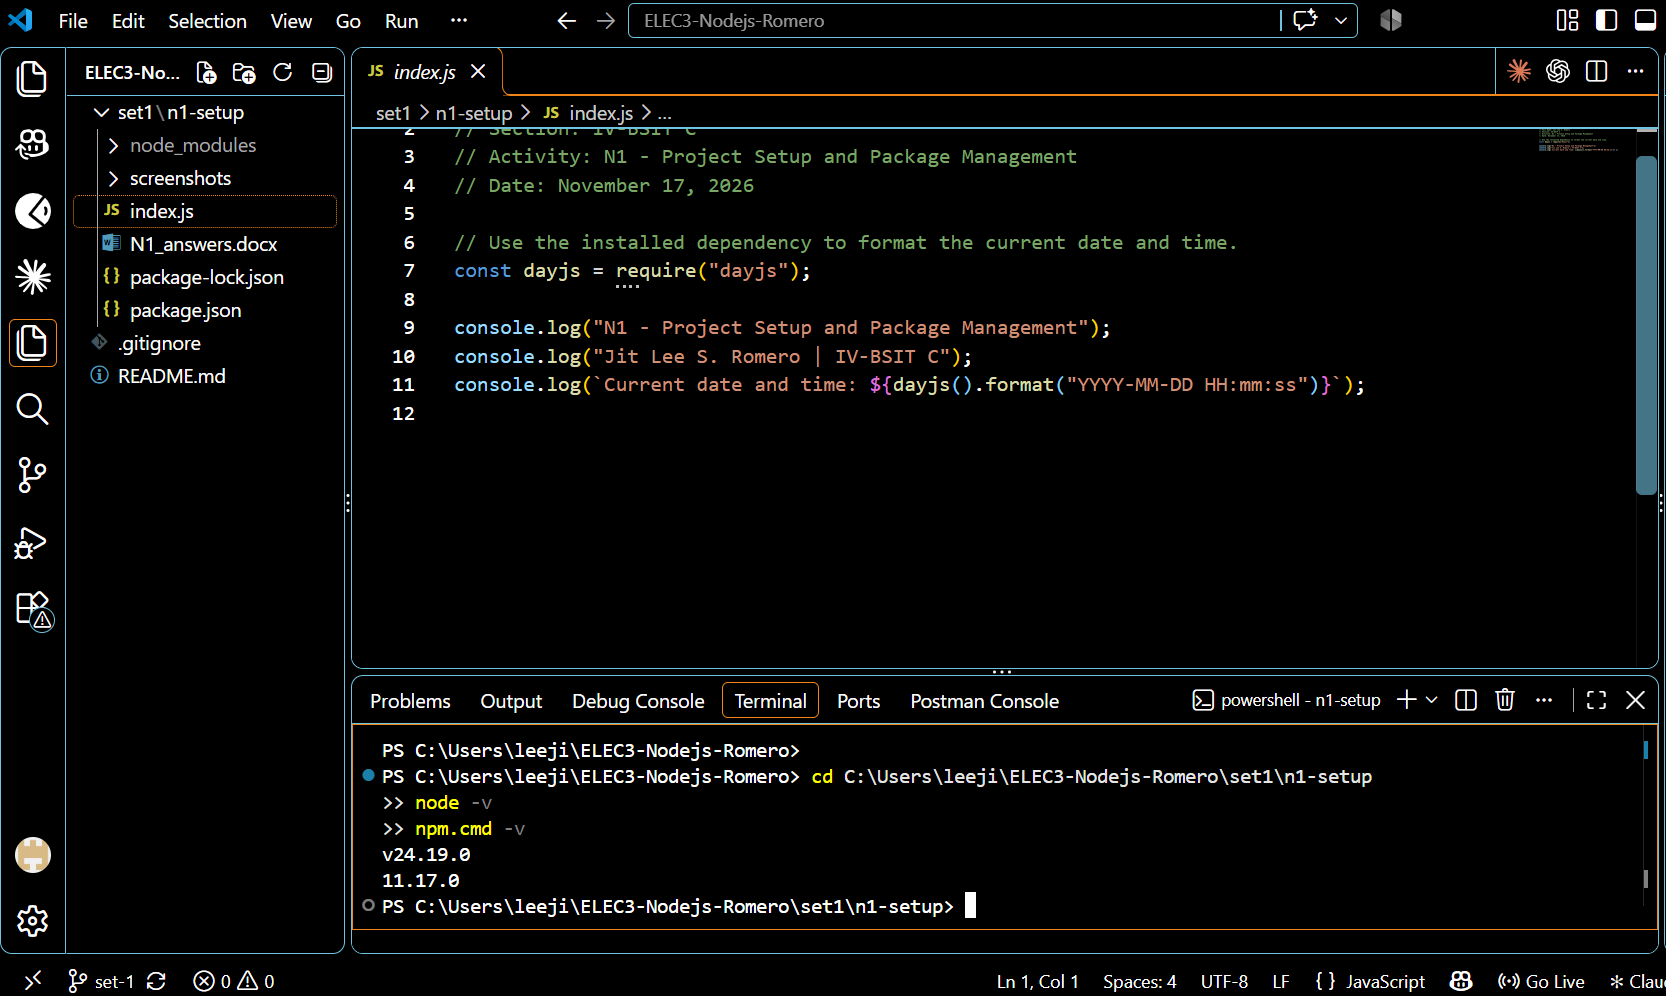 File Edit Selection View Go Run ···
ELEC3-Nodejs-Romero
ELEC3-No...
set1\n1-setup
node_modules
screenshots
JS index.js
N1_answers.docx
{} package-lock.json
{} package.json
.gitignore
README.md
JS index.js
set1 > n1-setup > JS index.js > ...
2 // Section: IV-BSIT C
3 // Activity: N1 - Project Setup and Package Management
4 // Date: November 17, 2026
5
6 // Use the installed dependency to format the current date and time.
7 const dayjs = require("dayjs");
8
9 console.log("N1 - Project Setup and Package Management");
10 console.log("Jit Lee S. Romero | IV-BSIT C");
11 console.log(`Current date and time: ${dayjs().format("YYYY-MM-DD HH:mm:ss")}`);
12
Problems Output Debug Console Terminal Ports Postman Console powershell - n1-setup
PS C:\Users\leeji\ELEC3-Nodejs-Romero>
PS C:\Users\leeji\ELEC3-Nodejs-Romero> cd C:\Users\leeji\ELEC3-Nodejs-Romero\set1\n1-setup
>> node -v
>> npm.cmd -v
v24.19.0
11.17.0
PS C:\Users\leeji\ELEC3-Nodejs-Romero\set1\n1-setup>
set-1 0 0 Ln 1, Col 1 Spaces: 4 UTF-8 LF {} JavaScript Go Live Clau